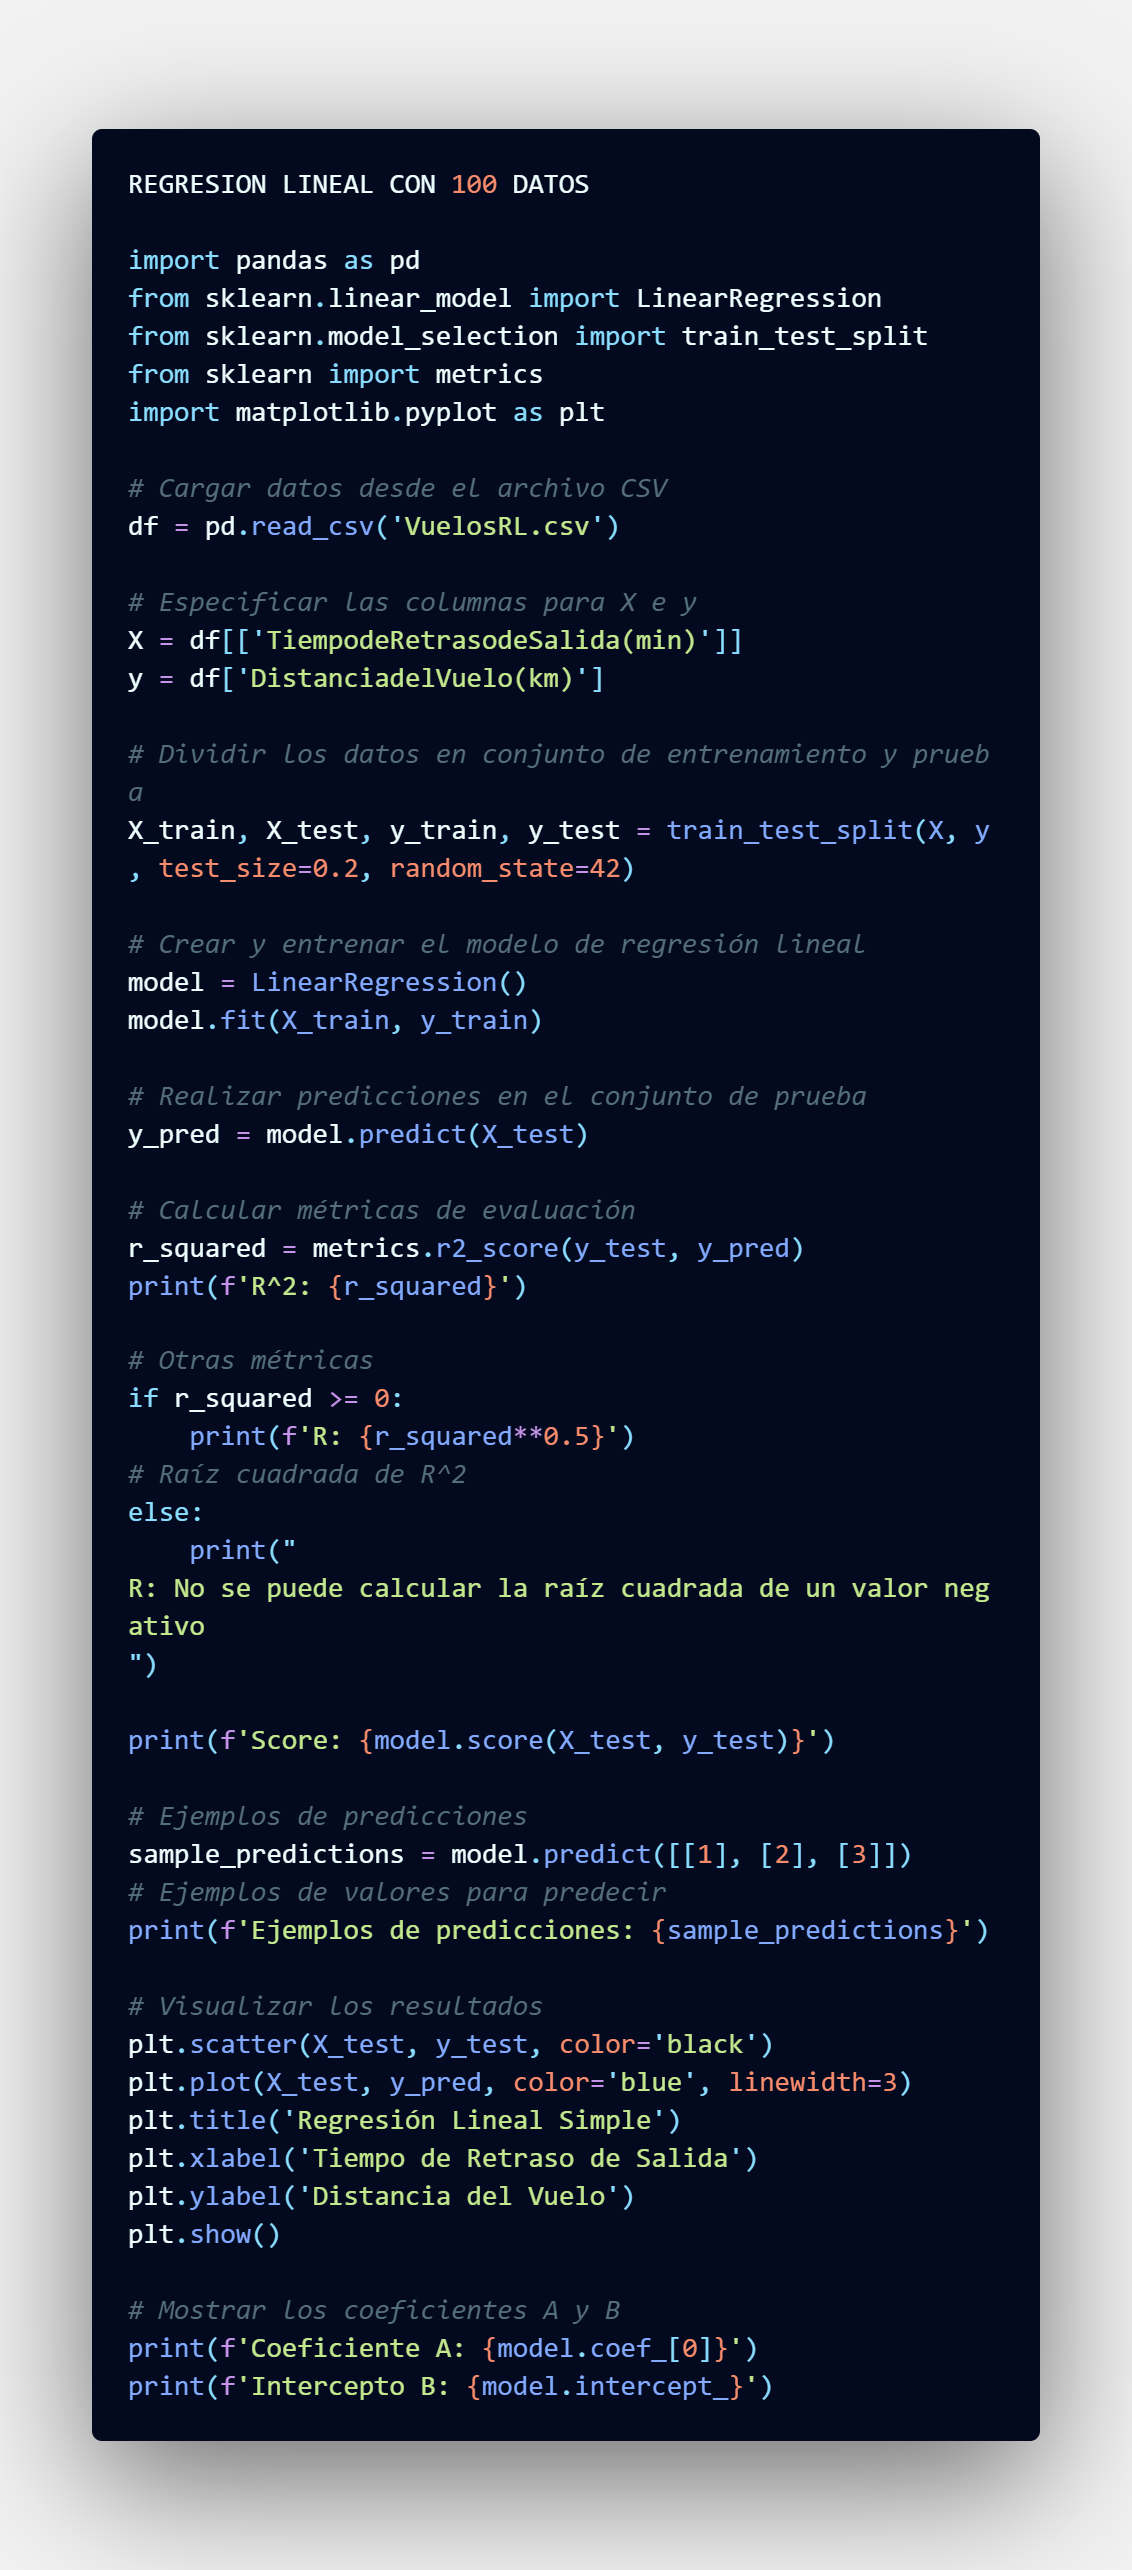 REGRESION LINEAL CON 100 DATOS

import pandas as pd
from sklearn.linear_model import LinearRegression
from sklearn.model_selection import train_test_split
from sklearn import metrics
import matplotlib.pyplot as plt

# Cargar datos desde el archivo CSV
df = pd.read_csv('VuelosRL.csv')

# Especificar las columnas para X e y
X = df[['TiempodeRetrasodeSalida(min)']]
y = df['DistanciadelVuelo(km)']

# Dividir los datos en conjunto de entrenamiento y prueb
a
X_train, X_test, y_train, y_test = train_test_split(X, y
, test_size=0.2, random_state=42)

# Crear y entrenar el modelo de regresión lineal
model = LinearRegression()
model.fit(X_train, y_train)

# Realizar predicciones en el conjunto de prueba
y_pred = model.predict(X_test)

# Calcular métricas de evaluación
r_squared = metrics.r2_score(y_test, y_pred)
print(f'R^2: {r_squared}')

# Otras métricas
if r_squared >= 0:
    print(f'R: {r_squared**0.5}')
# Raíz cuadrada de R^2
else:
    print("
R: No se puede calcular la raíz cuadrada de un valor neg
ativo
")

print(f'Score: {model.score(X_test, y_test)}')

# Ejemplos de predicciones
sample_predictions = model.predict([[1], [2], [3]])
# Ejemplos de valores para predecir
print(f'Ejemplos de predicciones: {sample_predictions}')

# Visualizar los resultados
plt.scatter(X_test, y_test, color='black')
plt.plot(X_test, y_pred, color='blue', linewidth=3)
plt.title('Regresión Lineal Simple')
plt.xlabel('Tiempo de Retraso de Salida')
plt.ylabel('Distancia del Vuelo')
plt.show()

# Mostrar los coeficientes A y B
print(f'Coeficiente A: {model.coef_[0]}')
print(f'Intercepto B: {model.intercept_}')